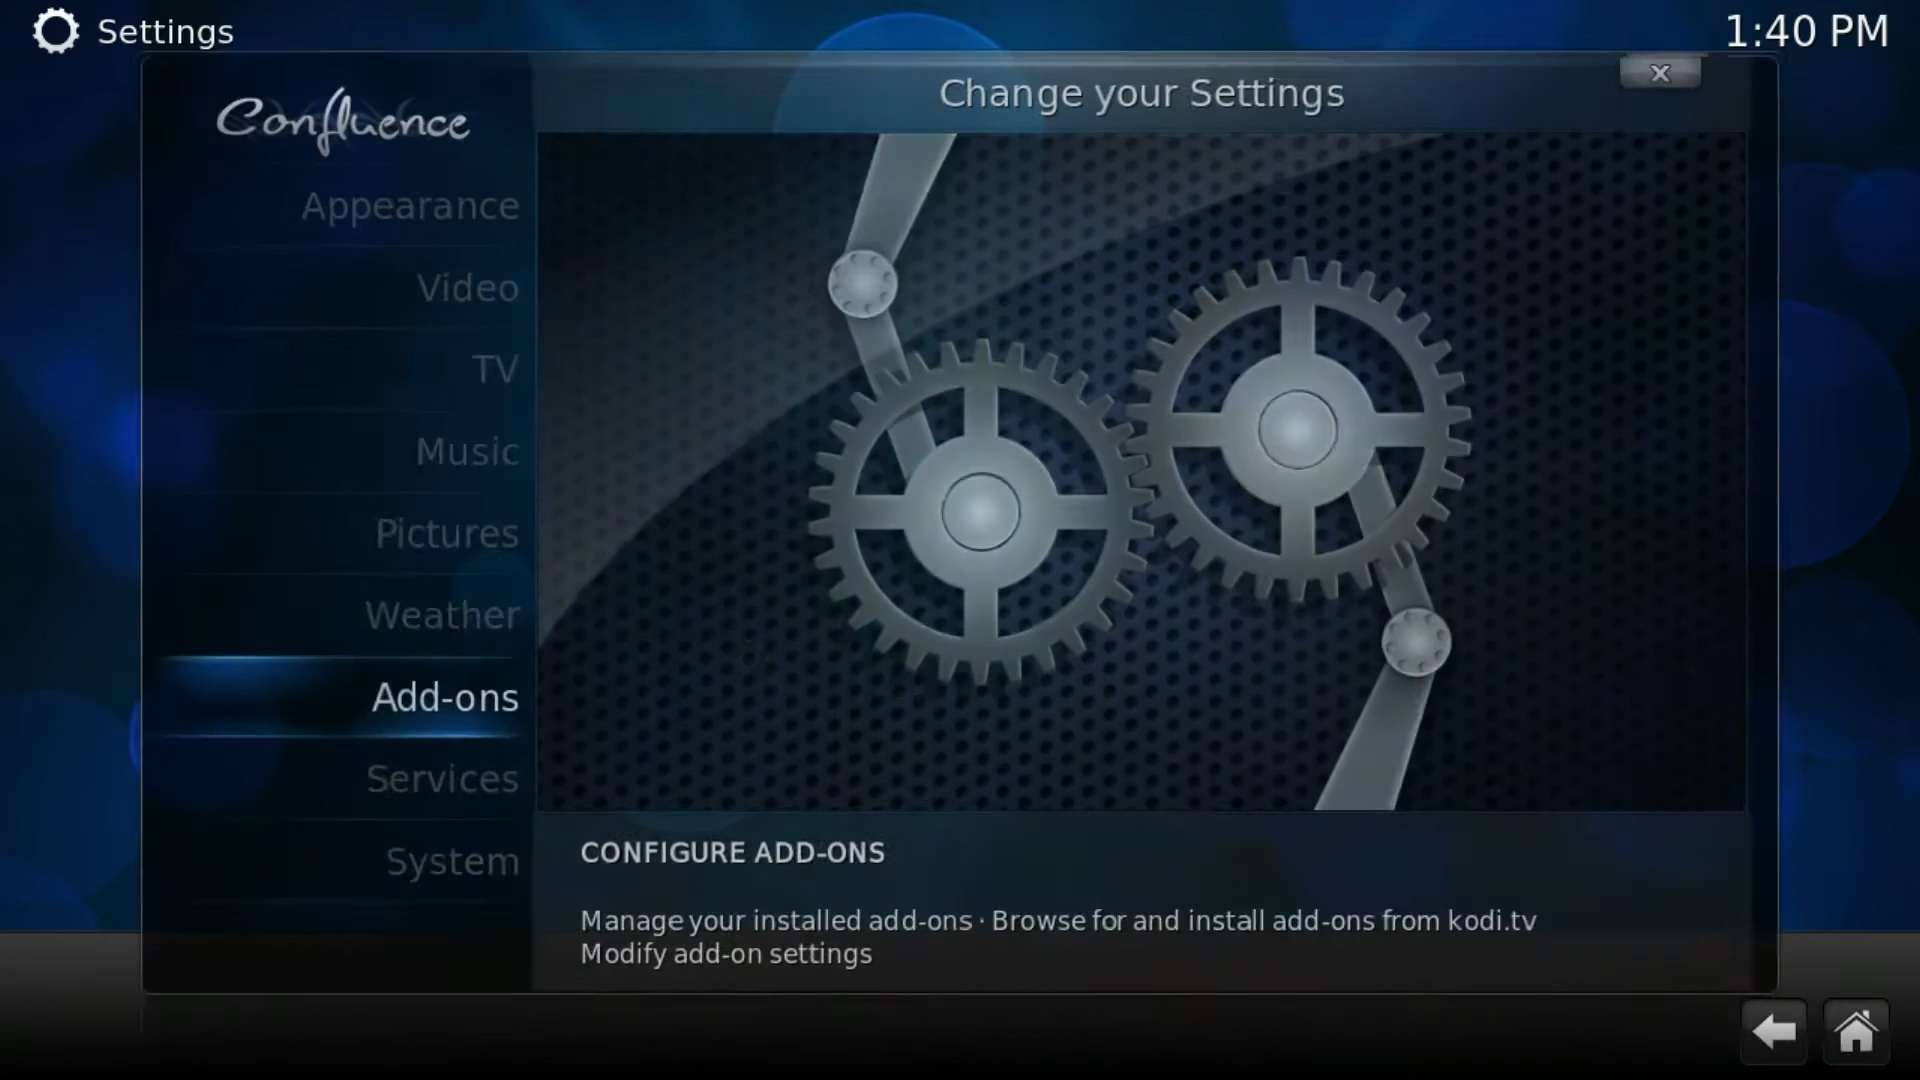 Settings
1:40 PM
Confluence
Change your Settings
x
Appearance
Video
TV
Music
Pictures
Weather
Add-ons
Services
System
CONFIGURE ADD-ONS
Manage your installed add-ons · Browse for and install add-ons from kodi.tv
Modify add-on settings